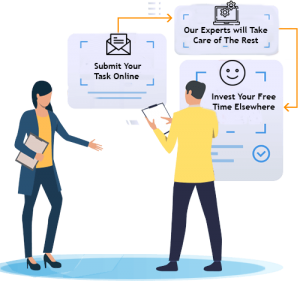 Submit Your
Task Online
Our Experts will Take
Care of The Rest
Invest Your Free
Time Elsewhere